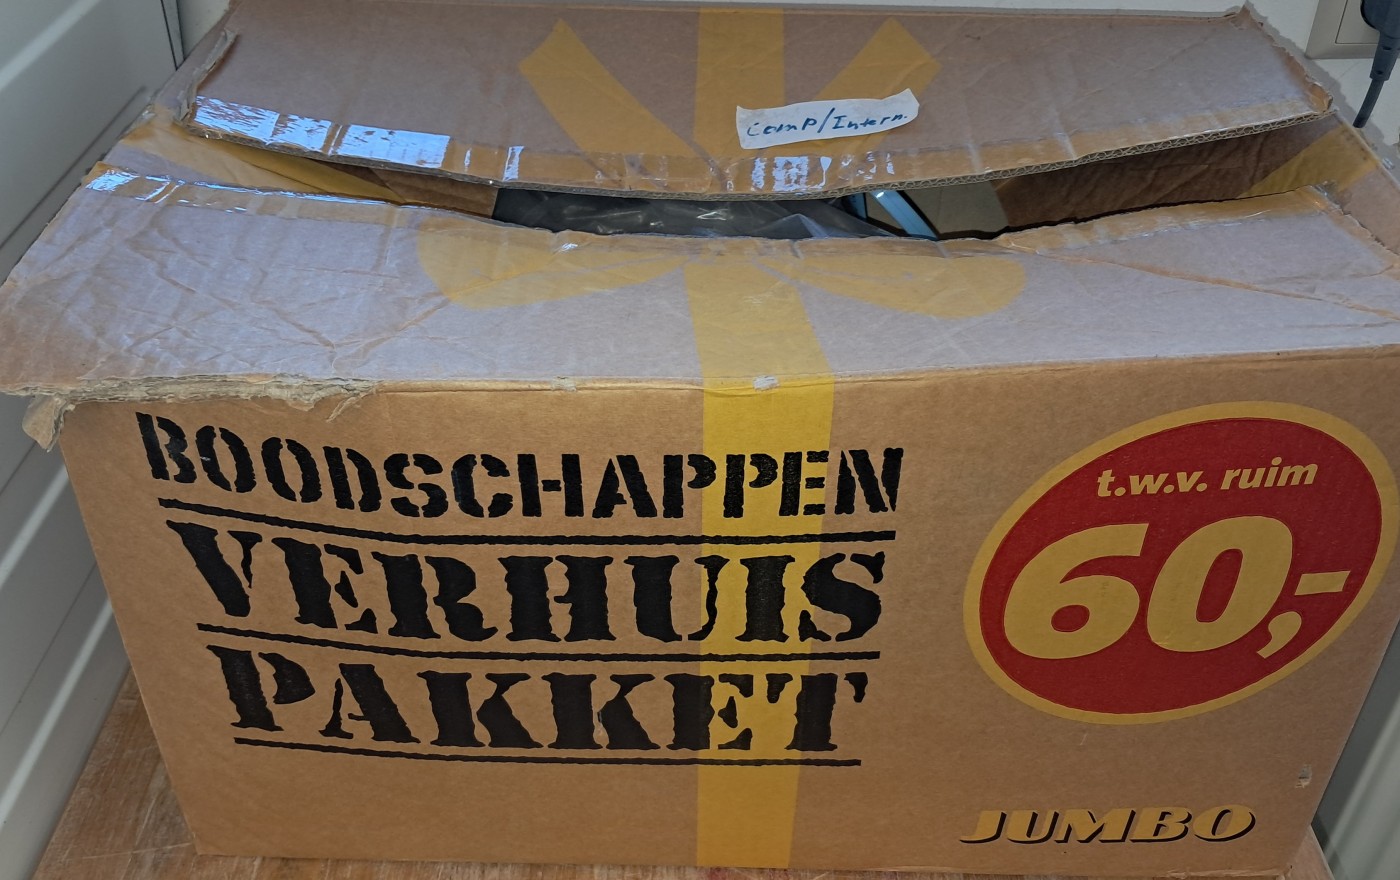 Comp/Intern.
BOODSCHAPPEN
VERHUIS
PAKKET
t.w.v. ruim
60,-
JUMBO